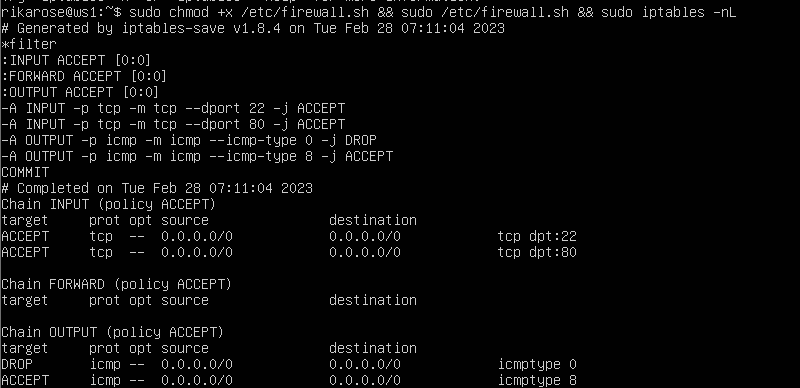 rikarose@ws1:~$ sudo chmod +x /etc/firewall.sh && sudo /etc/firewall.sh && sudo iptables -nL
# Generated by iptables-save v1.8.4 on Tue Feb 28 07:11:04 2023
*filter
:INPUT ACCEPT [0:0]
:FORWARD ACCEPT [0:0]
:OUTPUT ACCEPT [0:0]
-A INPUT -p tcp -m tcp --dport 22 -j ACCEPT
-A INPUT -p tcp -m tcp --dport 80 -j ACCEPT
-A OUTPUT -p icmp -m icmp --icmp-type 0 -j DROP
-A OUTPUT -p icmp -m icmp --icmp-type 8 -j ACCEPT
COMMIT
# Completed on Tue Feb 28 07:11:04 2023
Chain INPUT (policy ACCEPT)
target     prot opt source               destination
ACCEPT     tcp  --  0.0.0.0/0            0.0.0.0/0            tcp dpt:22
ACCEPT     tcp  --  0.0.0.0/0            0.0.0.0/0            tcp dpt:80
Chain FORWARD (policy ACCEPT)
target     prot opt source               destination
Chain OUTPUT (policy ACCEPT)
target     prot opt source               destination
DROP       icmp --  0.0.0.0/0            0.0.0.0/0            icmptype 0
ACCEPT     icmp --  0.0.0.0/0            0.0.0.0/0            icmptype 8